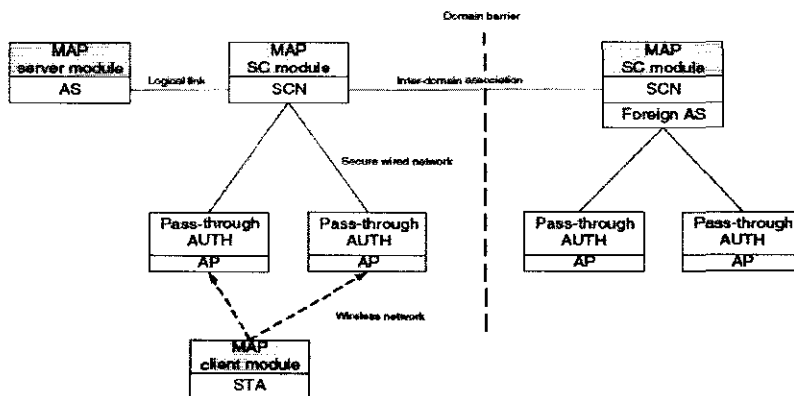 Domain barrier
MAP
server module
AS
Logical link
MAP
SC module
SCN
Inter-domain association
MAP
SC module
SCN
Foreign AS
Secure wired network
Pass-through
AUTH
AP
Pass-through
AUTH
AP
Pass-through
AUTH
AP
Pass-through
AUTH
AP
Wireless network
MAP
client module
STA